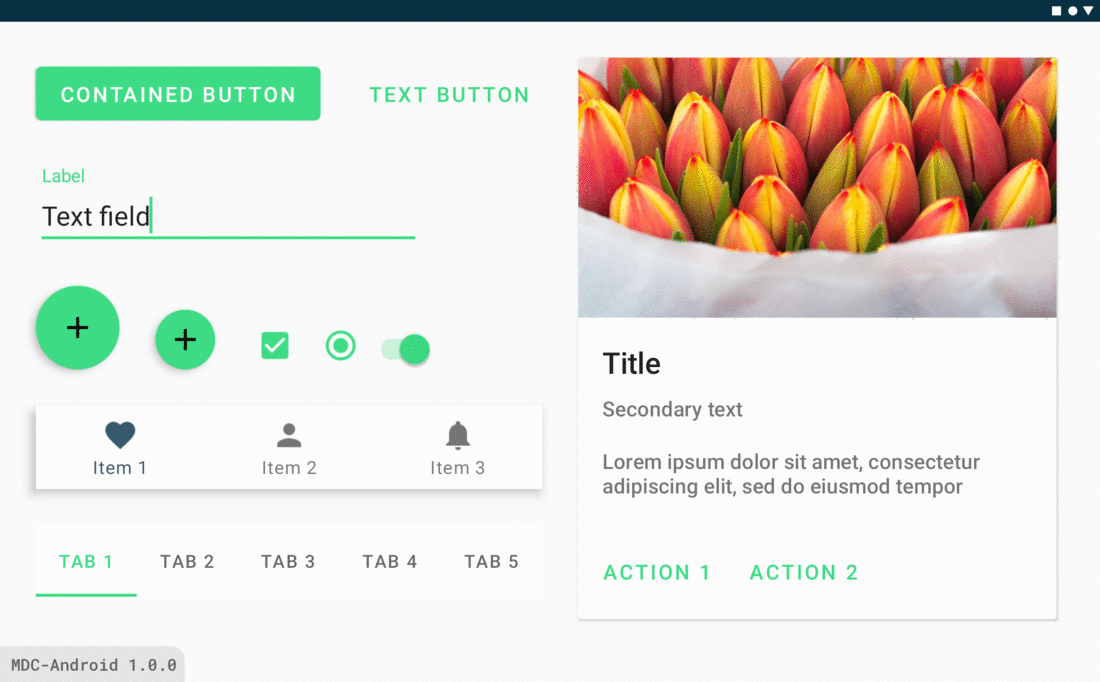 CONTAINED BUTTON
TEXT BUTTON
Label
Text field
Item 1
Item 2
Item 3
TAB 1
TAB 2
TAB 3
TAB 4
TAB 5
Title
Secondary text
Lorem ipsum dolor sit amet, consectetur
adipiscing elit, sed do eiusmod tempor
ACTION 1
ACTION 2
MDC-Android 1.0.0